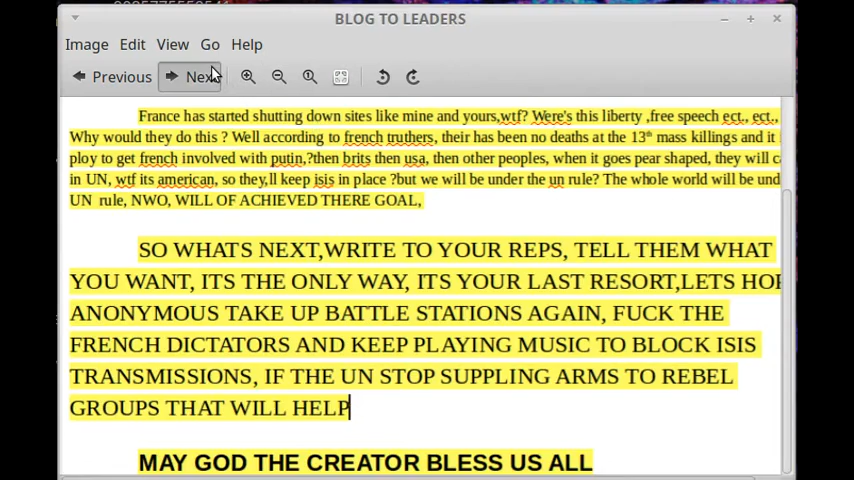 BLOG TO LEADERS
Image Edit View Go Help
Previous Next
France has started shutting down sites like mine and yours,wtf? Were's this liberty ,free speech ect., ect.,
Why would they do this ? Well according to french truthers, their has been no deaths at the 13th mass killings and it i
ploy to get french involved with putin,?then brits then usa, then other peoples, when it goes pear shaped, they will ca
in UN, wtf its american, so they,ll keep isis in place ?but we will be under the un rule? The whole world will be und
UN rule, NWO, WILL OF ACHIEVED THERE GOAL,
SO WHATS NEXT,WRITE TO YOUR REPS, TELL THEM WHAT
YOU WANT, ITS THE ONLY WAY, ITS YOUR LAST RESORT,LETS HOP
ANONYMOUS TAKE UP BATTLE STATIONS AGAIN, FUCK THE
FRENCH DICTATORS AND KEEP PLAYING MUSIC TO BLOCK ISIS
TRANSMISSIONS, IF THE UN STOP SUPPLING ARMS TO REBEL
GROUPS THAT WILL HELP
MAY GOD THE CREATOR BLESS US ALL